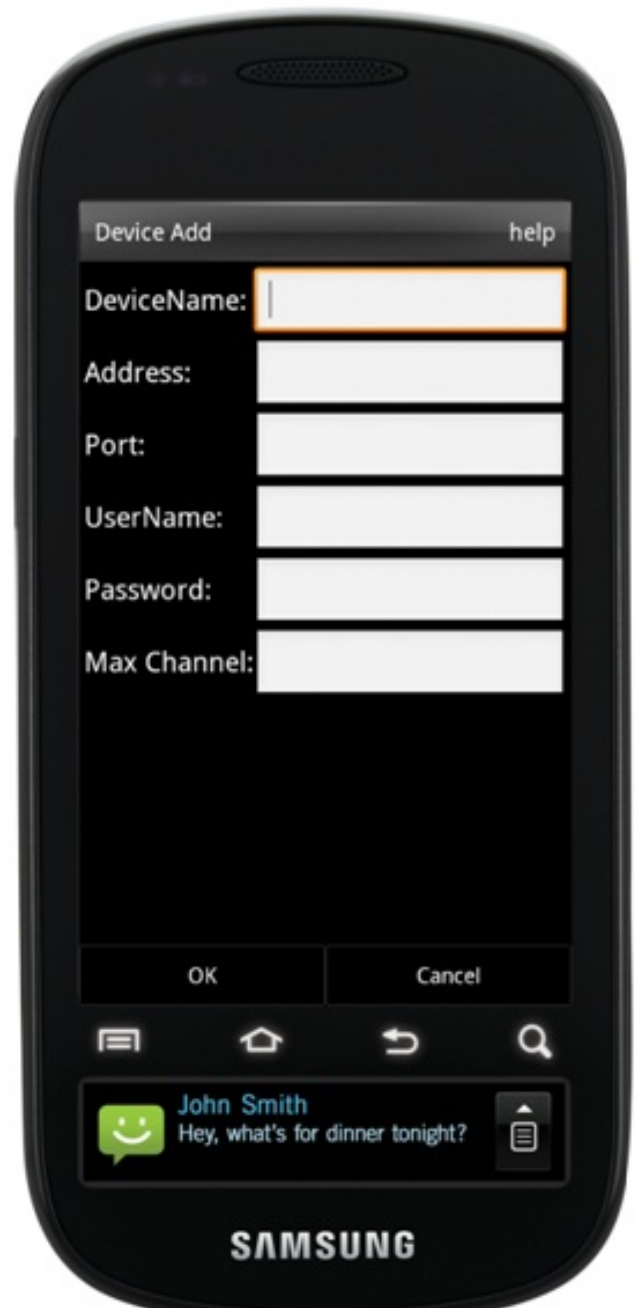 Device Add help
DeviceName:
Address:
Port:
UserName:
Password:
Max Channel:
OK Cancel
John Smith
Hey, what's for dinner tonight?
SAMSUNG